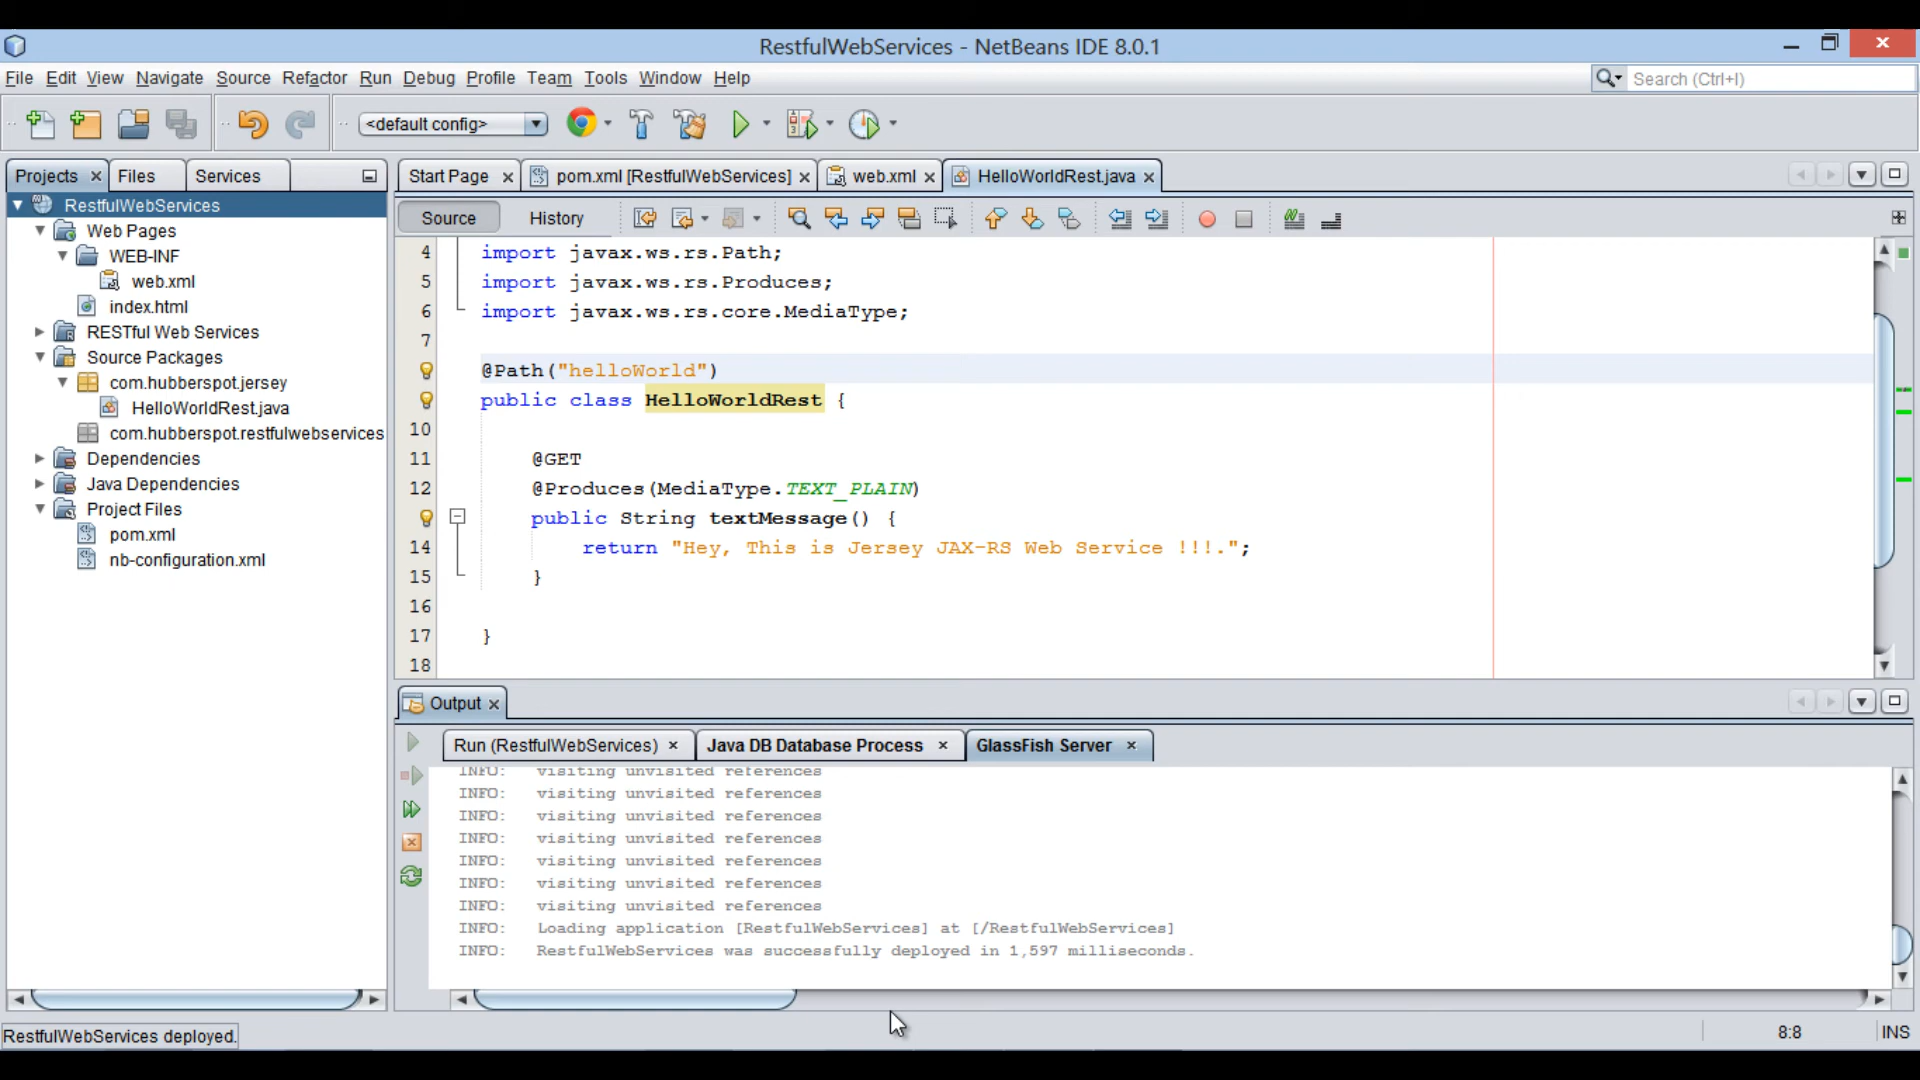 RestfulWebServices - NetBeans IDE 8.0.1
File Edit View Navigate Source Refactor Run Debug Profile Team Tools Window Help
Search (Ctrl+I)
<default config>
Projects Files Services
Start Page pom.xml [RestfulWebServices] web.xml HelloWorldRest.java
RestfulWebServices
Web Pages
WEB-INF
web.xml
index.html
RESTful Web Services
Source Packages
com.hubberspot.jersey
HelloWorldRest.java
com.hubberspot.restfulwebservices
Dependencies
Java Dependencies
Project Files
pom.xml
nb-configuration.xml
Source History
4 import javax.ws.rs.Path;
5 import javax.ws.rs.Produces;
6 import javax.ws.rs.core.MediaType;
7
@Path("helloWorld")
public class HelloWorldRest {
10
11 @GET
12 @Produces(MediaType.TEXT_PLAIN)
public String textMessage() {
14 return "Hey, This is Jersey JAX-RS Web Service !!!.";
15 }
16
17 }
18
Output
Run (RestfulWebServices) Java DB Database Process GlassFish Server
INFO: visiting unvisited references
INFO: visiting unvisited references
INFO: visiting unvisited references
INFO: visiting unvisited references
INFO: visiting unvisited references
INFO: visiting unvisited references
INFO: visiting unvisited references
INFO: Loading application [RestfulWebServices] at [/RestfulWebServices]
INFO: RestfulWebServices was successfully deployed in 1,597 milliseconds.
RestfulWebServices deployed.
8:8 INS